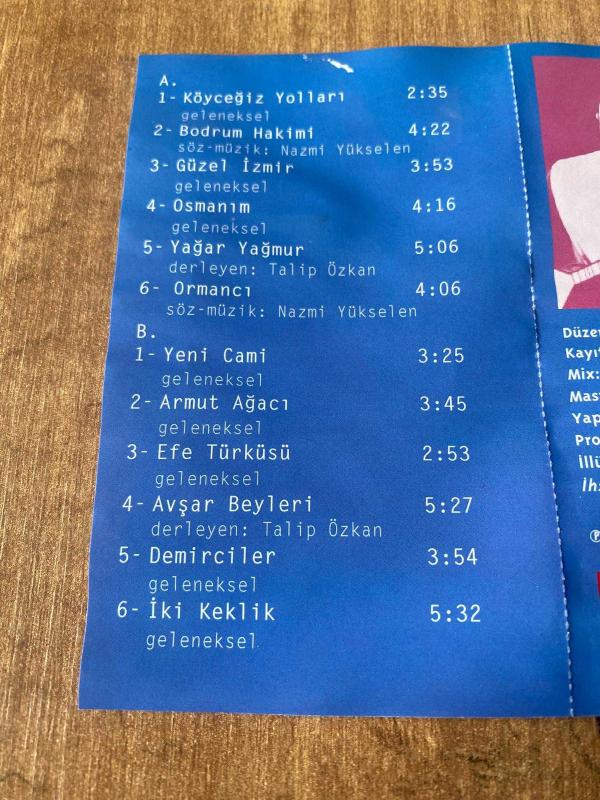 A.
1- Köyceğiz Yolları 2:35
geleneksel
2- Bodrum Hakimi 4:22
söz-müzik: Nazmi Yükselen
3- Güzel İzmir 3:53
geleneksel
4- Osmanım 4:16
geleneksel
5- Yağar Yağmur 5:06
derleyen: Talip Özkan
6- Ormancı 4:06
söz-müzik: Nazmi Yükselen
B.
1- Yeni Cami 3:25
geleneksel
2- Armut Ağacı 3:45
geleneksel
3- Efe Türküsü 2:53
geleneksel
4- Avşar Beyleri 5:27
derleyen: Talip Özkan
5- Demirciler 3:54
geleneksel
6- İki Keklik 5:32
geleneksel
Mix: